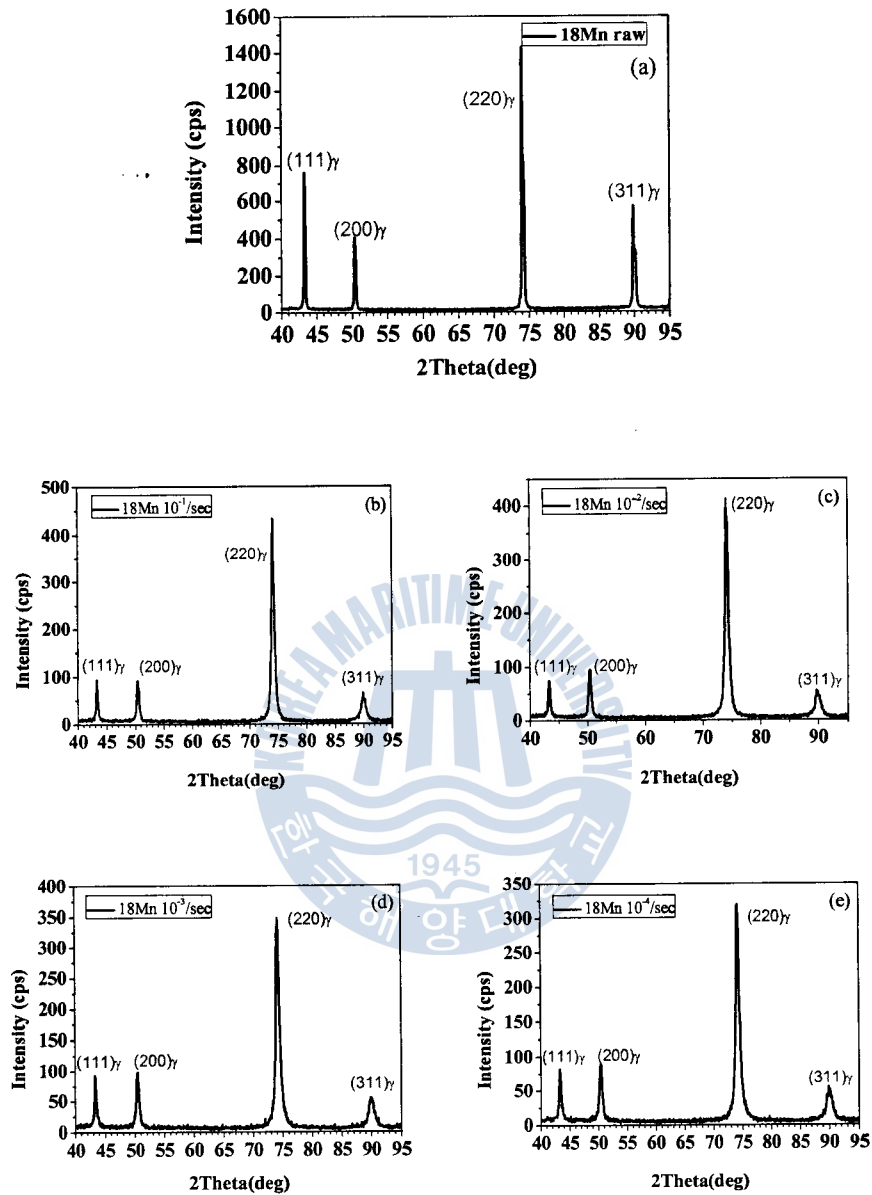 1600
1400
1200
1000
800
600
400
200
0
Intensity (cps)
18Mn raw
(a)
(111)γ
(200)γ
(220)γ
(311)γ
40 45 50 55 60 65 70 75 80 85 90 95
2Theta(deg)
500
400
300
200
100
0
Intensity (cps)
18Mn 10⁻¹/sec
(b)
(111)γ
(200)γ
(220)γ
(311)γ
40 45 50 55 60 65 70 75 80 85 90 95
2Theta(deg)
400
300
200
100
0
Intensity (cps)
18Mn 10⁻²/sec
(c)
(111)γ
(200)γ
(220)γ
(311)γ
40 50 60 70 80 90
2Theta(deg)
KOREA MARITIME UNIVERSITY
1945
한국해양대학교
400
350
300
250
200
150
100
50
0
Intensity (cps)
18Mn 10⁻³/sec
(d)
(111)γ
(200)γ
(220)γ
(311)γ
40 45 50 55 60 65 70 75 80 85 90 95
2Theta(deg)
350
300
250
200
150
100
50
0
Intensity (cps)
18Mn 10⁻⁴/sec
(e)
(111)γ
(200)γ
(220)γ
(311)γ
40 45 50 55 60 65 70 75 80 85 90 95
2Theta(deg)